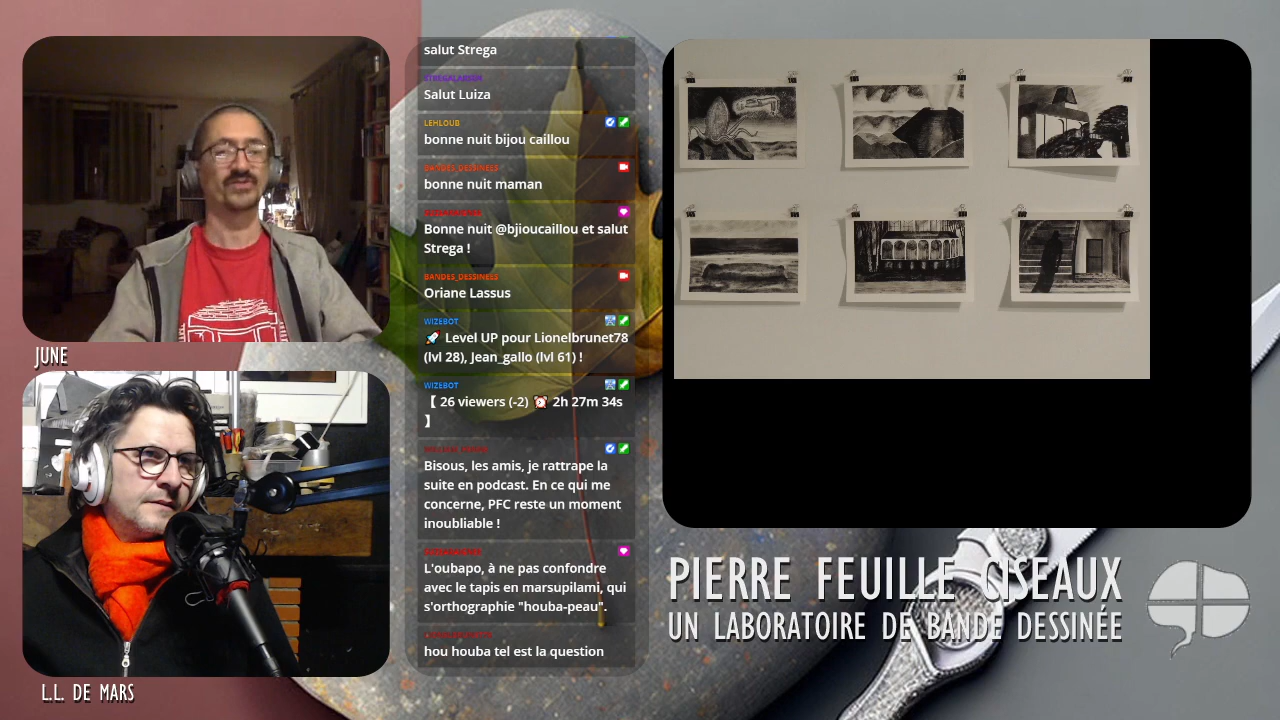 JUNE
L.L. DE MARS
salut Strega
STREGALARSEN
Salut Luiza
LEHLOUB
bonne nuit bijou caillou
BANDES_DESSINEES
bonne nuit maman
Bonne nuit @bjioucaillou et salut
Strega !
BANDES_DESSINEES
Oriane Lassus
WIZEBOT
Level UP pour Lionelbrunet78
(lvl 28), Jean_gallo (lvl 61) !
WIZEBOT
【 26 viewers (-2) ⏰ 2h 27m 34s
】
Bisous, les amis, je rattrape la
suite en podcast. En ce qui me
concerne, PFC reste un moment
inoubliable !
L'oubapo, à ne pas confondre
avec le tapis en marsupilami, qui
s'orthographie "houba-peau".
hou houba tel est la question
PIERRE FEUILLE CISEAUX
UN LABORATOIRE DE BANDE DESSINÉE